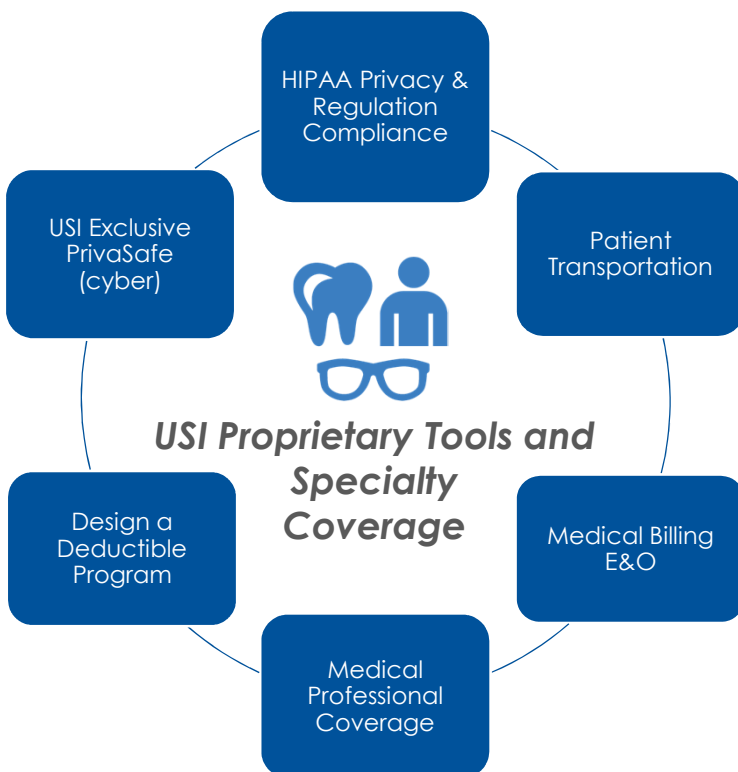 HIPAA Privacy &
Regulation
Compliance
Patient
Transportation
Medical Billing
E&O
Medical
Professional
Coverage
Design a
Deductible
Program
USI Exclusive
PrivaSafe
(cyber)
USI Proprietary Tools and
Specialty
Coverage